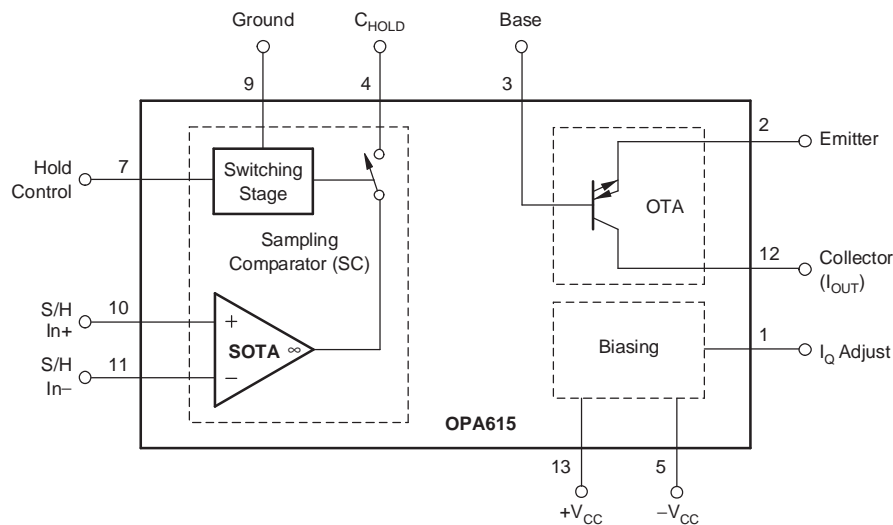 Ground
C_HOLD
Base
9
4
3
2
Emitter
Hold
Control
7
Switching
Stage
OTA
Sampling
Comparator (SC)
12
Collector
(I_OUT)
S/H
In+
10
+
SOTA ∞
S/H
In−
11
−
Biasing
1
I_Q Adjust
OPA615
13
5
+V_CC
−V_CC